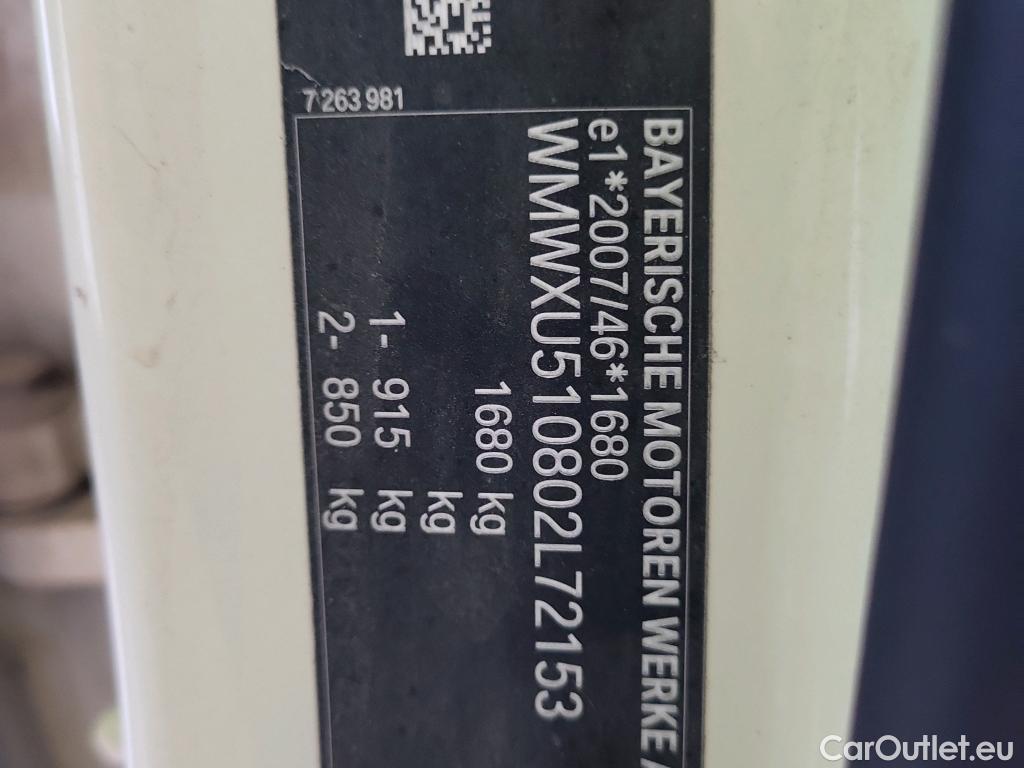 7 263 981
BAYERISCHE MOTOREN WERKE
e1*2007/46*1680
WMWXU510802L72153
1680 kg
kg
1- 915 kg
2- 850 kg
CarOutlet.eu